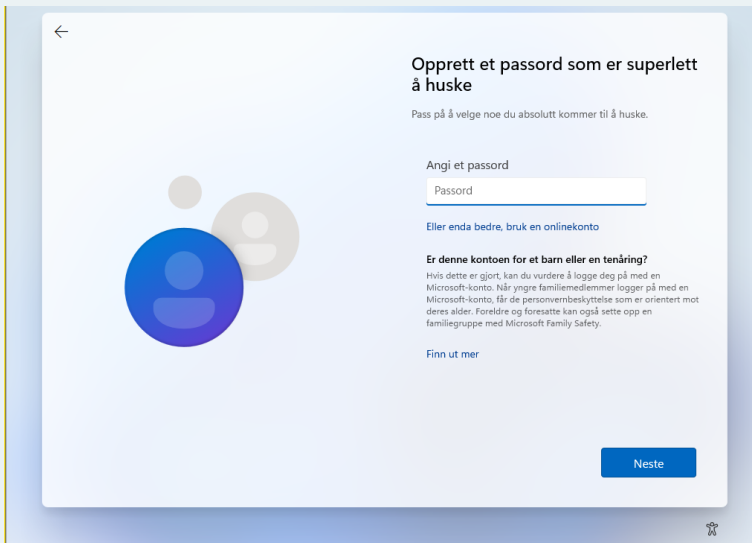 Opprett et passord som er superlett
å huske
Pass på å velge noe du absolutt kommer til å huske.
Angi et passord
Passord
Eller enda bedre, bruk en onlinekonto
Er denne kontoen for et barn eller en tenåring?
Hvis dette er gjort, kan du vurdere å logge deg på med en
Microsoft-konto. Når yngre familiemedlemmer logger på med en
Microsoft-konto, får de personvernbeskyttelse som er orientert mot
deres alder. Foreldre og foresatte kan også sette opp en
familiegruppe med Microsoft Family Safety.
Finn ut mer
Neste